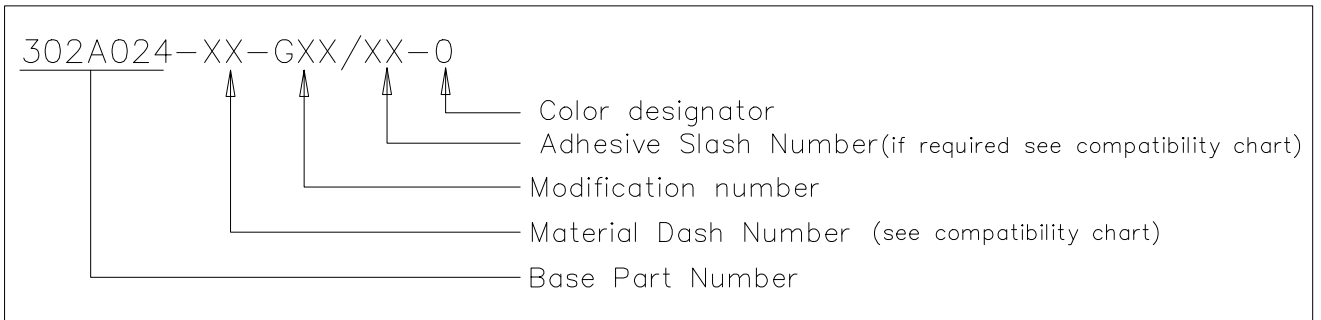 302A024-XX-GXX/XX-0
Color designator
Adhesive Slash Number(if required see compatibility chart)
Modification number
Material Dash Number (see compatibility chart)
Base Part Number